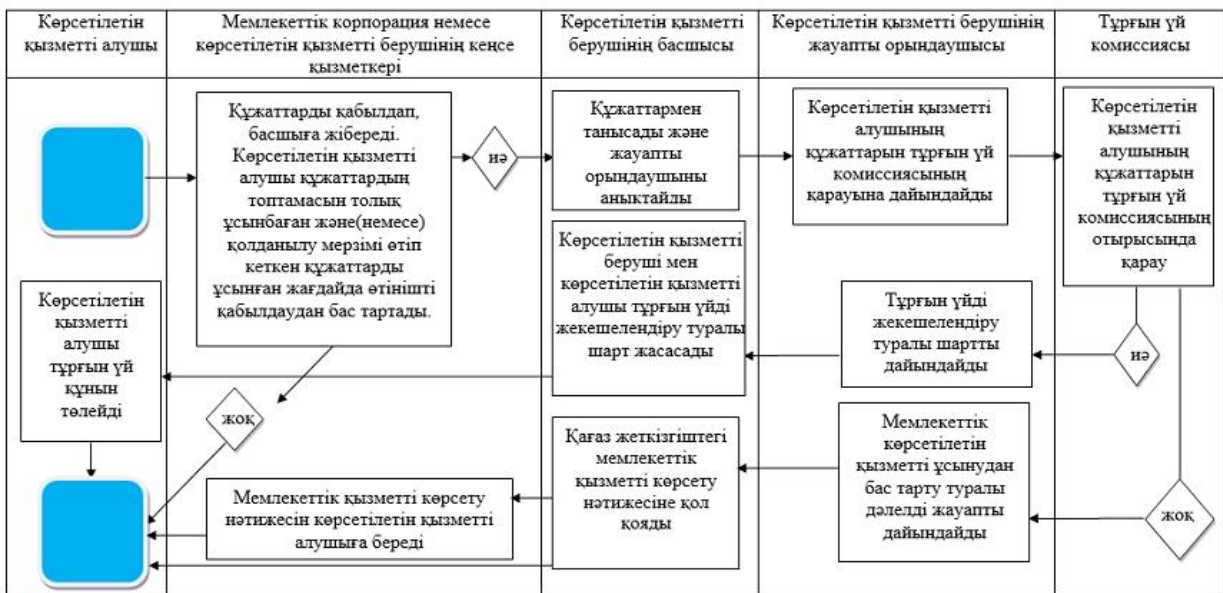 Көрсетілетін
қызметті алушы
Мемлекеттік корпорация немесе
көрсетілетін қызметті берушінің кеңсе
қызметкері
Көрсетілетін қызметті
берушінің басшысы
Көрсетілетін қызметті берушінің
жауапты орындаушысы
Тұрғын үй
комиссиясы
Құжаттарды қабылдап,
басшыға жібереді.
Көрсетілетін қызметті
алушы құжаттардың
топтамасын толық
ұсынбаған және(немесе)
қолданылу мерзімі өтіп
кеткен құжаттарды
ұсынған жағдайда өтінішті
қабылдаудан бас тартады.
иә
Құжаттармен
танысады және
жауапты
орындаушыны
анықтайды
Көрсетілетін қызметті
алушының
құжаттарын тұрғын үй
комиссиясының
қарауына дайындайды
Көрсетілетін
қызметті
алушының
құжаттарын
тұрғын үй
комиссиясының
отырысында
қарау
Көрсетілетін
қызметті
алушы
тұрғын үй
құнын
төлейді
Көрсетілетін қызметті
беруші мен
көрсетілетін қызметті
алушы тұрғын үйді
жекешелендіру туралы
шарт жасасады
Тұрғын үйді
жекешелендіру
туралы шартты
дайындайды
иә
жоқ
Қағаз жеткізгіштегі
мемлекеттік
қызметті көрсету
нәтижесіне қол
қояды
Мемлекеттік
көрсетілетін
қызметті ұсынудан
бас тарту туралы
дәлелді жауапты
дайындайды
жоқ
Мемлекеттік қызметті көрсету
нәтижесін көрсетілетін қызметті
алушыға береді